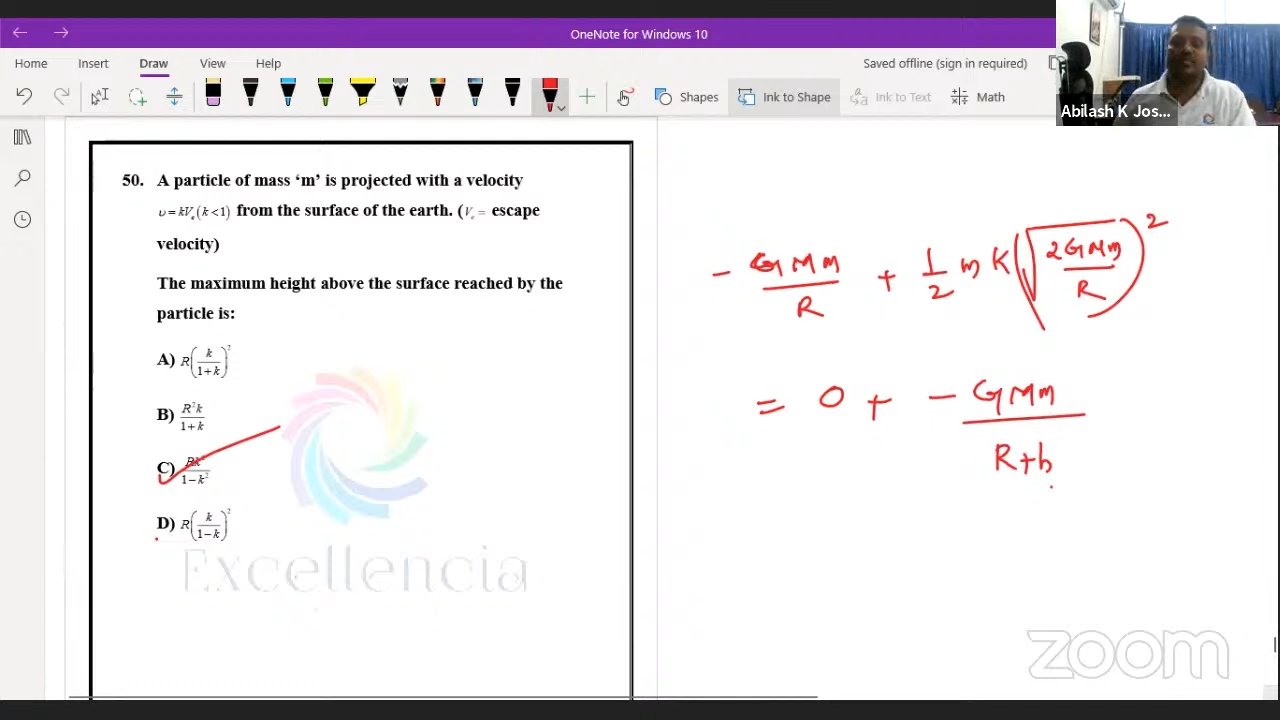 OneNote for Windows 10
Home Insert Draw View Help
Saved offline (sign in required)
Shapes Ink to Shape Ink to Text Math
Abilash K Jos...
50. A particle of mass ‘m’ is projected with a velocity
υ = kVₑ (k < 1) from the surface of the earth. (Vₑ = escape
velocity)
The maximum height above the surface reached by the
particle is:
A) R(k/(1+k))²
B) R²k/(1+k)
C) Rk²/(1−k²)
D) R(k/(1−k))²
Excellencia
− GMm/R + 1/2 m K(√(2GMm/R))²
= 0 + − GMm/(R+h)
zoom